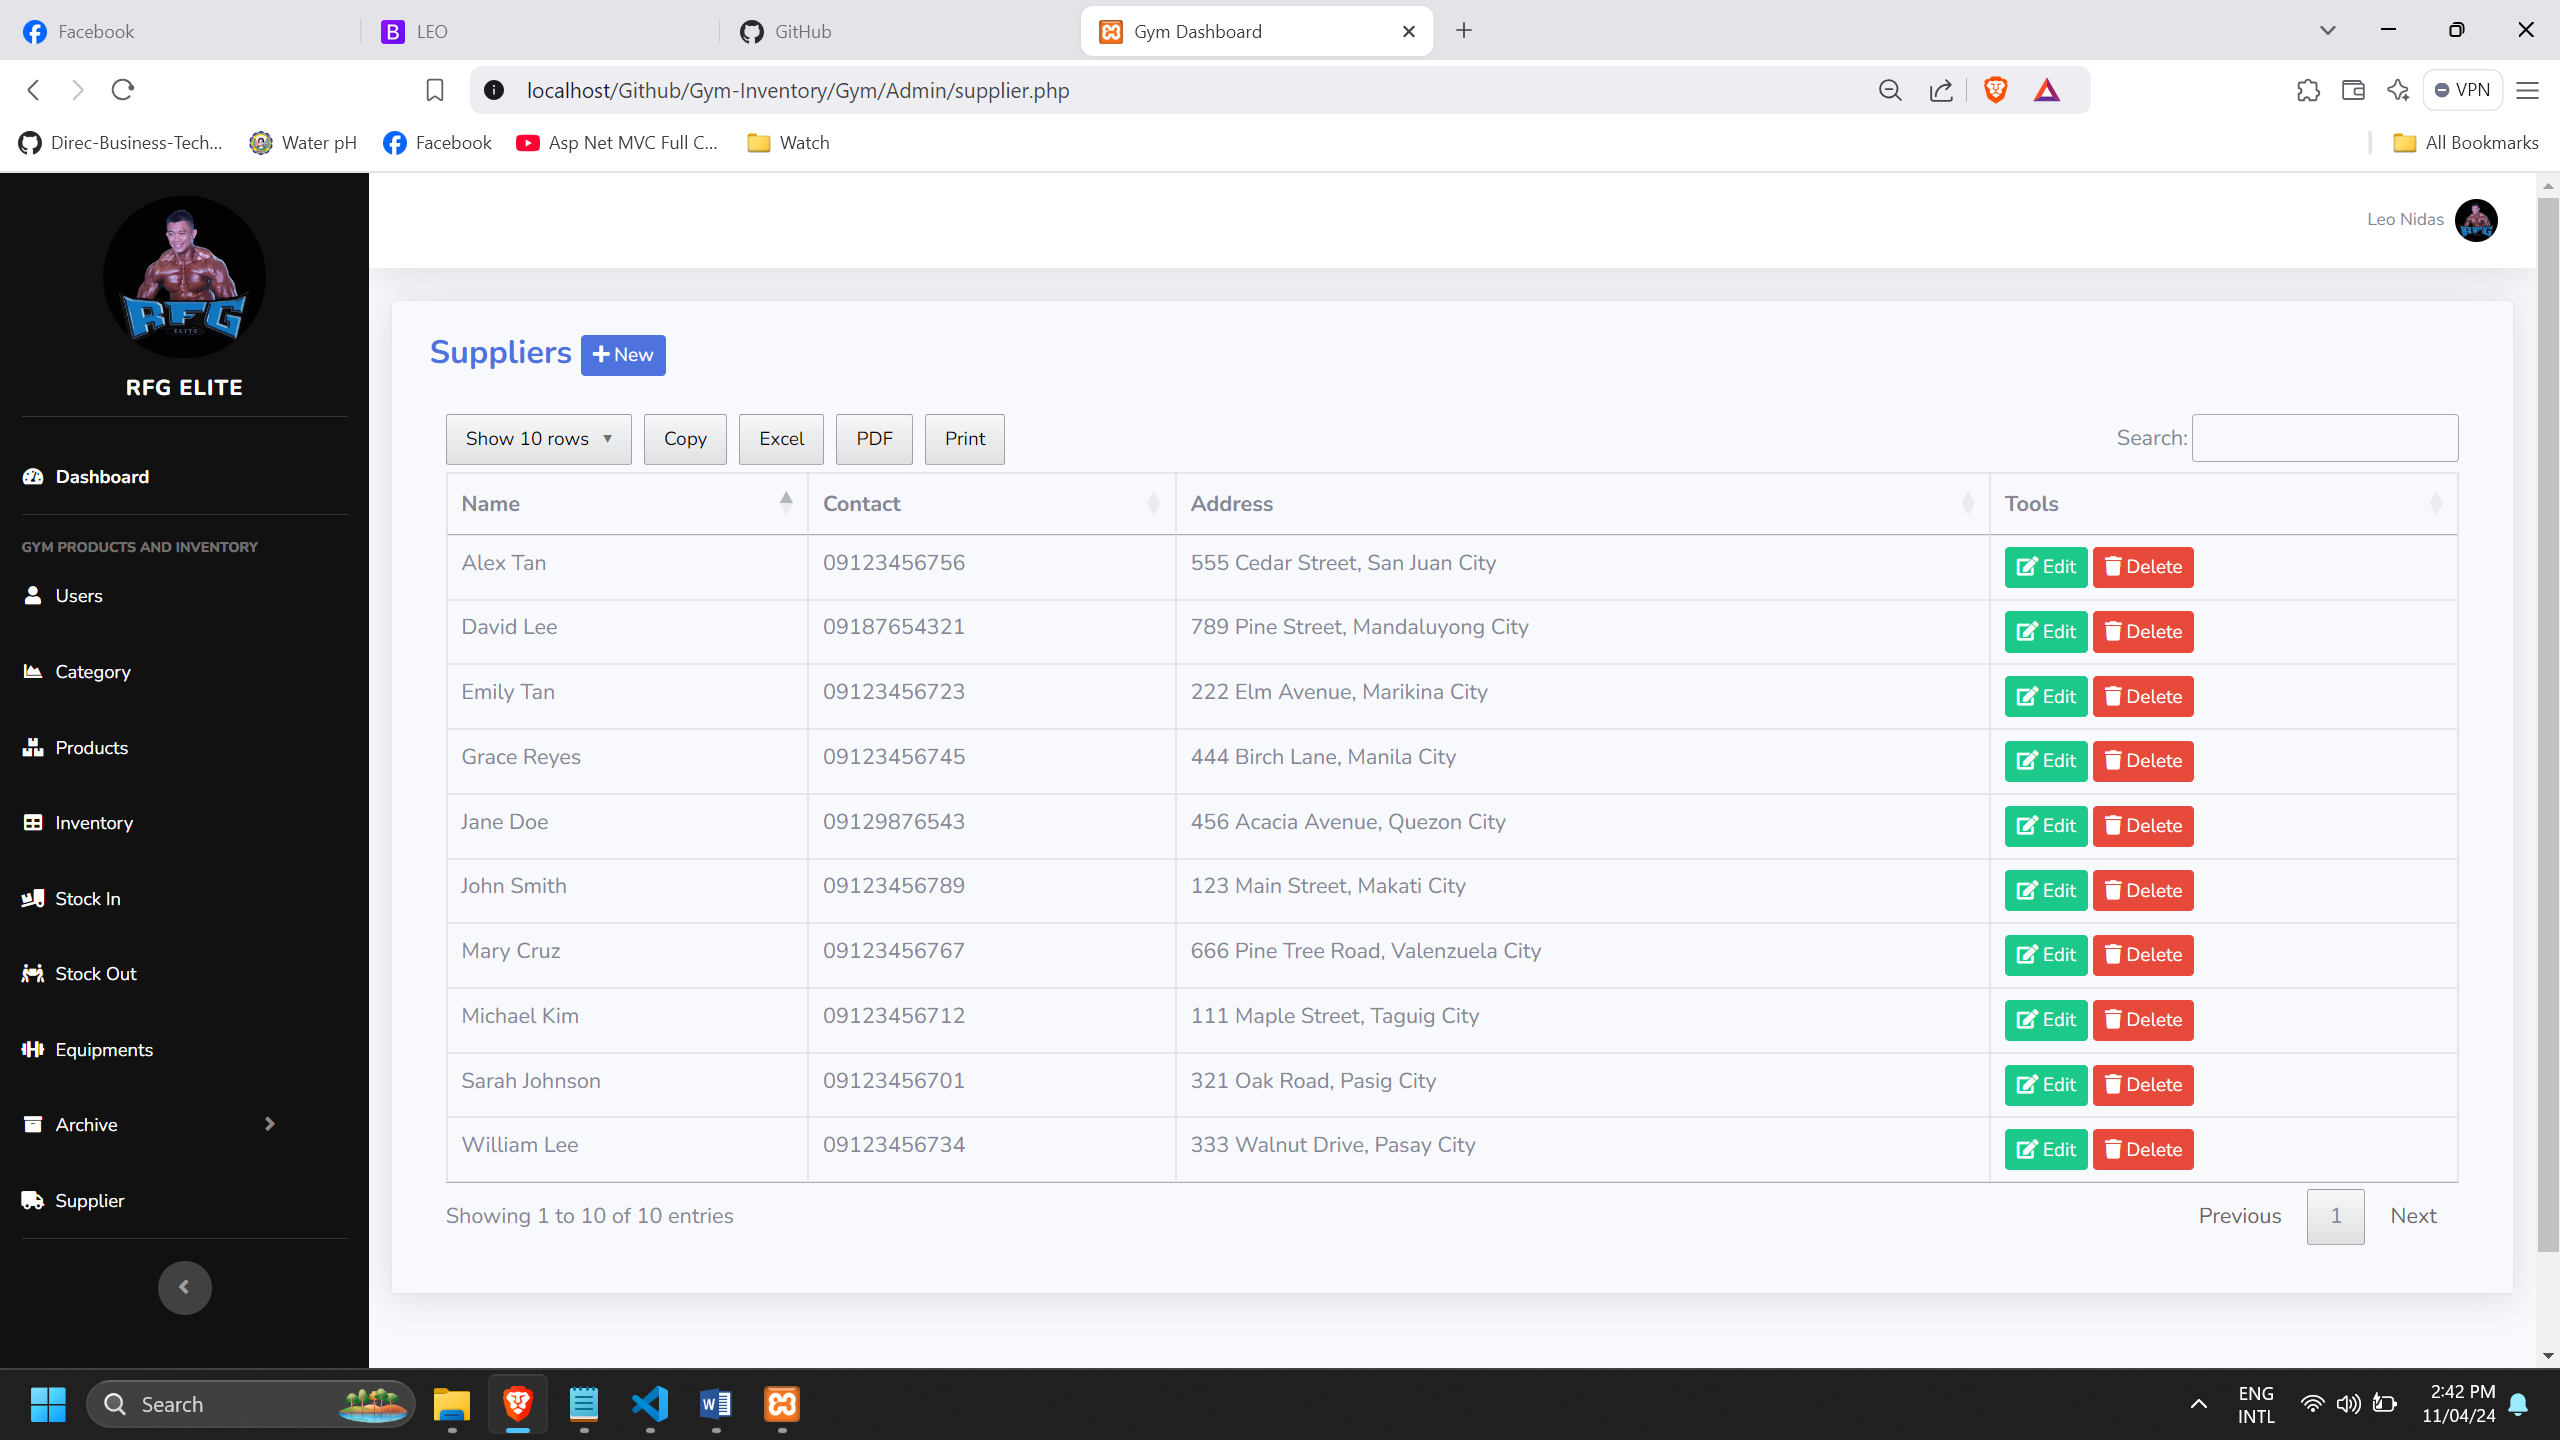 Facebook LEO GitHub Gym Dashboard
localhost/Github/Gym-Inventory/Gym/Admin/supplier.php VPN
Direc-Business-Tech... Water pH Facebook Asp Net MVC Full C... Watch All Bookmarks
Leo Nidas
RFG
ELITE
RFG ELITE
Dashboard
GYM PRODUCTS AND INVENTORY
Users
Category
Products
Inventory
Stock In
Stock Out
Equipments
Archive
Supplier
Suppliers New
Show 10 rows Copy Excel PDF Print Search:
Name Contact Address Tools
Alex Tan 09123456756 555 Cedar Street, San Juan City Edit Delete
David Lee 09187654321 789 Pine Street, Mandaluyong City Edit Delete
Emily Tan 09123456723 222 Elm Avenue, Marikina City Edit Delete
Grace Reyes 09123456745 444 Birch Lane, Manila City Edit Delete
Jane Doe 09129876543 456 Acacia Avenue, Quezon City Edit Delete
John Smith 09123456789 123 Main Street, Makati City Edit Delete
Mary Cruz 09123456767 666 Pine Tree Road, Valenzuela City Edit Delete
Michael Kim 09123456712 111 Maple Street, Taguig City Edit Delete
Sarah Johnson 09123456701 321 Oak Road, Pasig City Edit Delete
William Lee 09123456734 333 Walnut Drive, Pasay City Edit Delete
Showing 1 to 10 of 10 entries Previous 1 Next
Search ENG 2:42 PM
INTL 11/04/24